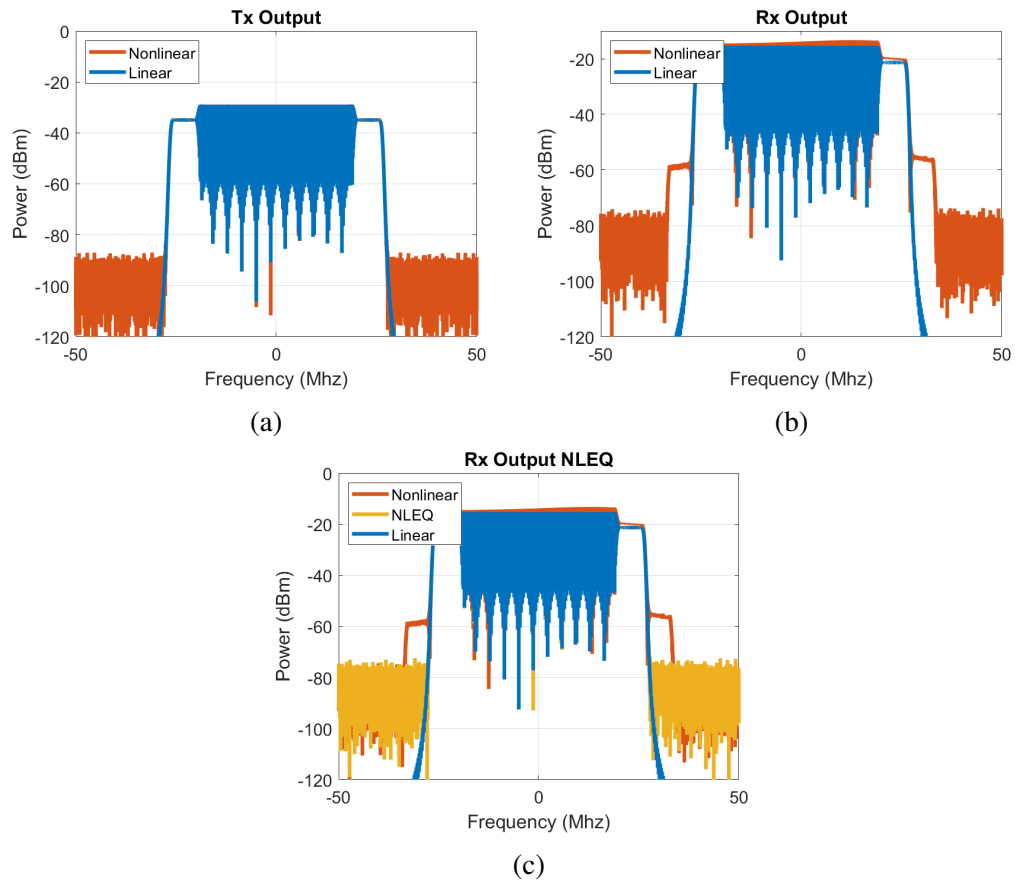 Tx Output
Nonlinear
Linear
0
-20
-40
-60
-80
-100
-120
Power (dBm)
-50
0
50
Frequency (Mhz)
(a)
Rx Output
Nonlinear
Linear
-20
-40
-60
-80
-100
-120
Power (dBm)
-50
0
50
Frequency (Mhz)
(b)
Rx Output NLEQ
Nonlinear
NLEQ
Linear
0
-20
-40
-60
-80
-100
-120
Power (dBm)
-50
0
50
Frequency (Mhz)
(c)